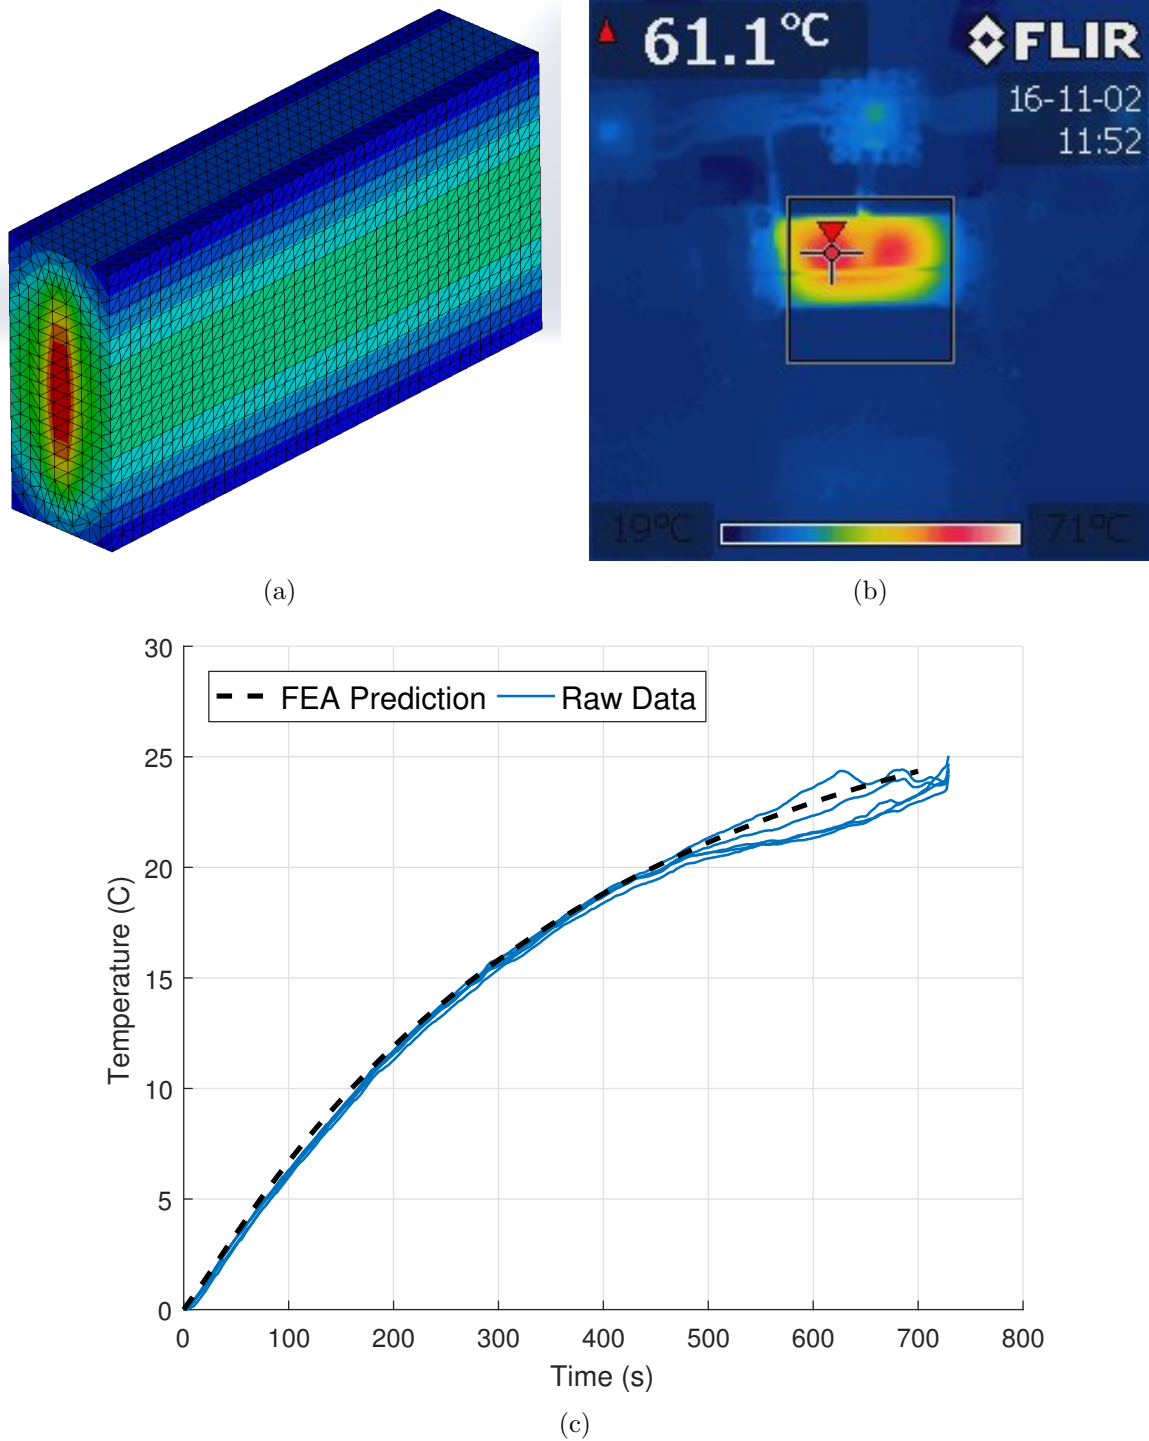 61.1°C
FLIR
16-11-02
11:52
19°C
71°C
(a)
(b)
30
25
20
15
10
5
0
Temperature (C)
FEA Prediction
Raw Data
0 100 200 300 400 500 600 700 800
Time (s)
(c)